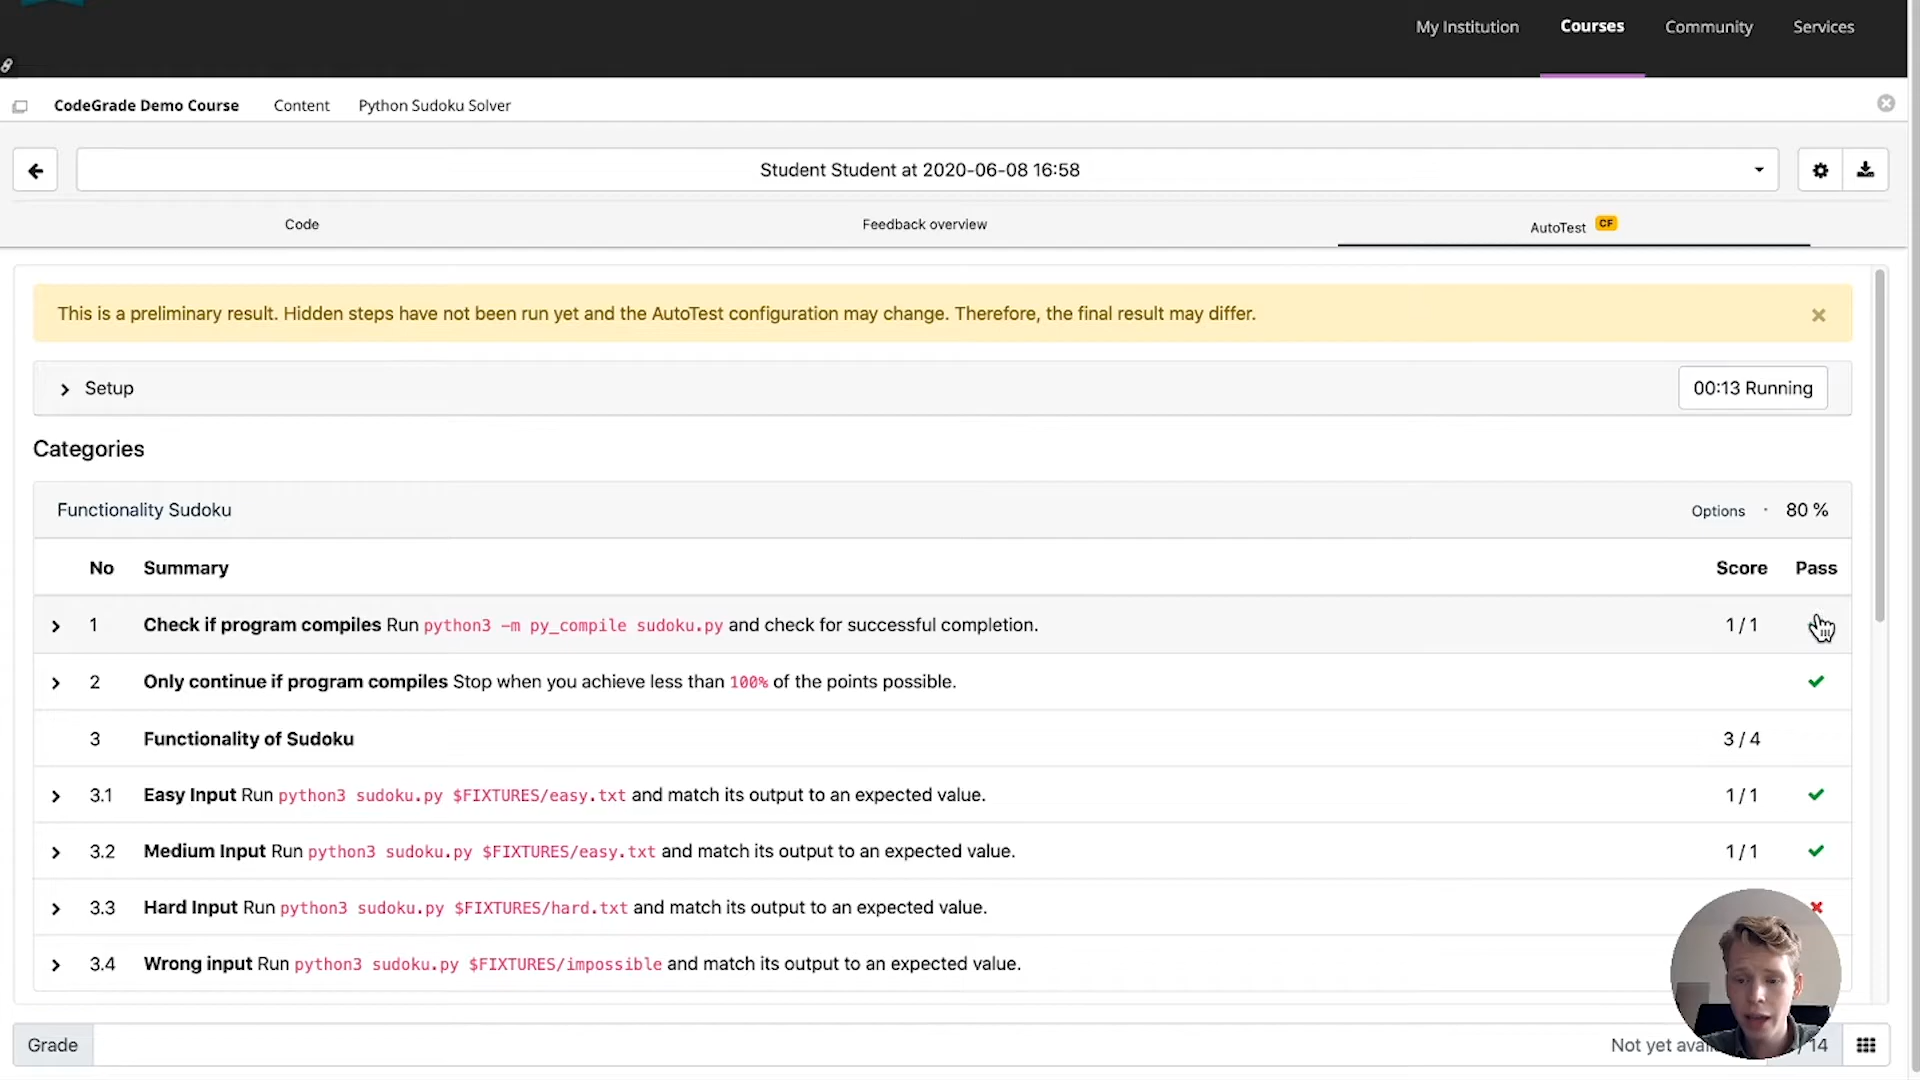 My Institution Courses Community Services
CodeGrade Demo Course Content Python Sudoku Solver
Student Student at 2020-06-08 16:58
Code Feedback overview AutoTest CF
This is a preliminary result. Hidden steps have not been run yet and the AutoTest configuration may change. Therefore, the final result may differ.
Setup 00:13 Running
Categories
Functionality Sudoku Options · 80 %
No Summary Score Pass
1 Check if program compiles Run python3 -m py_compile sudoku.py and check for successful completion. 1 / 1
2 Only continue if program compiles Stop when you achieve less than 100% of the points possible.
3 Functionality of Sudoku 3 / 4
3.1 Easy Input Run python3 sudoku.py $FIXTURES/easy.txt and match its output to an expected value. 1 / 1
3.2 Medium Input Run python3 sudoku.py $FIXTURES/easy.txt and match its output to an expected value. 1 / 1
3.3 Hard Input Run python3 sudoku.py $FIXTURES/hard.txt and match its output to an expected value.
3.4 Wrong input Run python3 sudoku.py $FIXTURES/impossible and match its output to an expected value.
Grade Not yet / 14